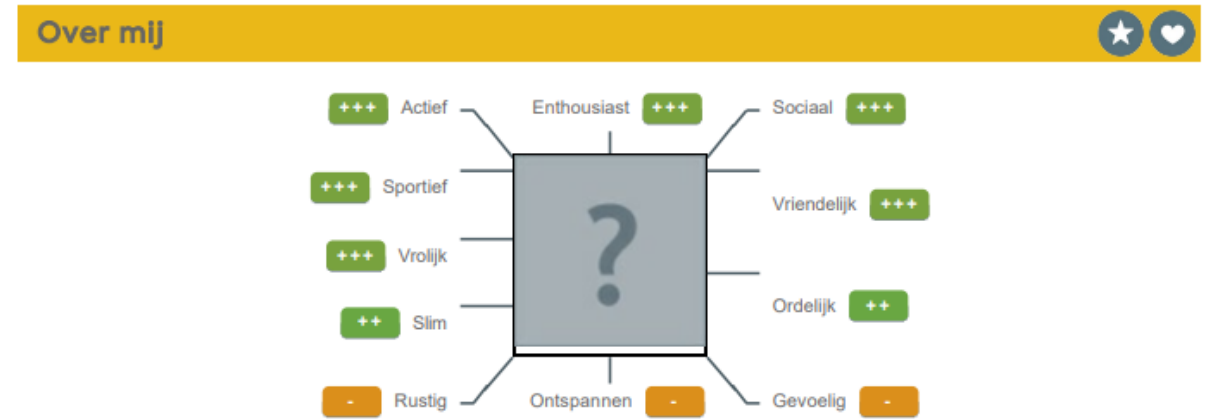 Over mij
+++ Actief
Enthousiast +++
Sociaal +++
+++ Sportief
Vriendelijk +++
?
+++ Vrolijk
++ Slim
Ordelijk ++
- Rustig
Ontspannen -
Gevoelig -